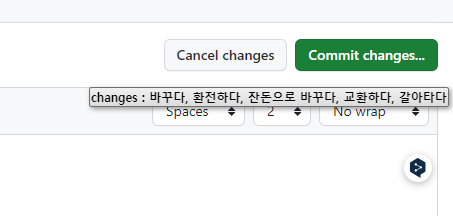 Cancel changes
Commit changes...
changes : 바꾸다, 환전하다, 잔돈으로 바꾸다, 교환하다, 갈아타다
Spaces
2
No wrap